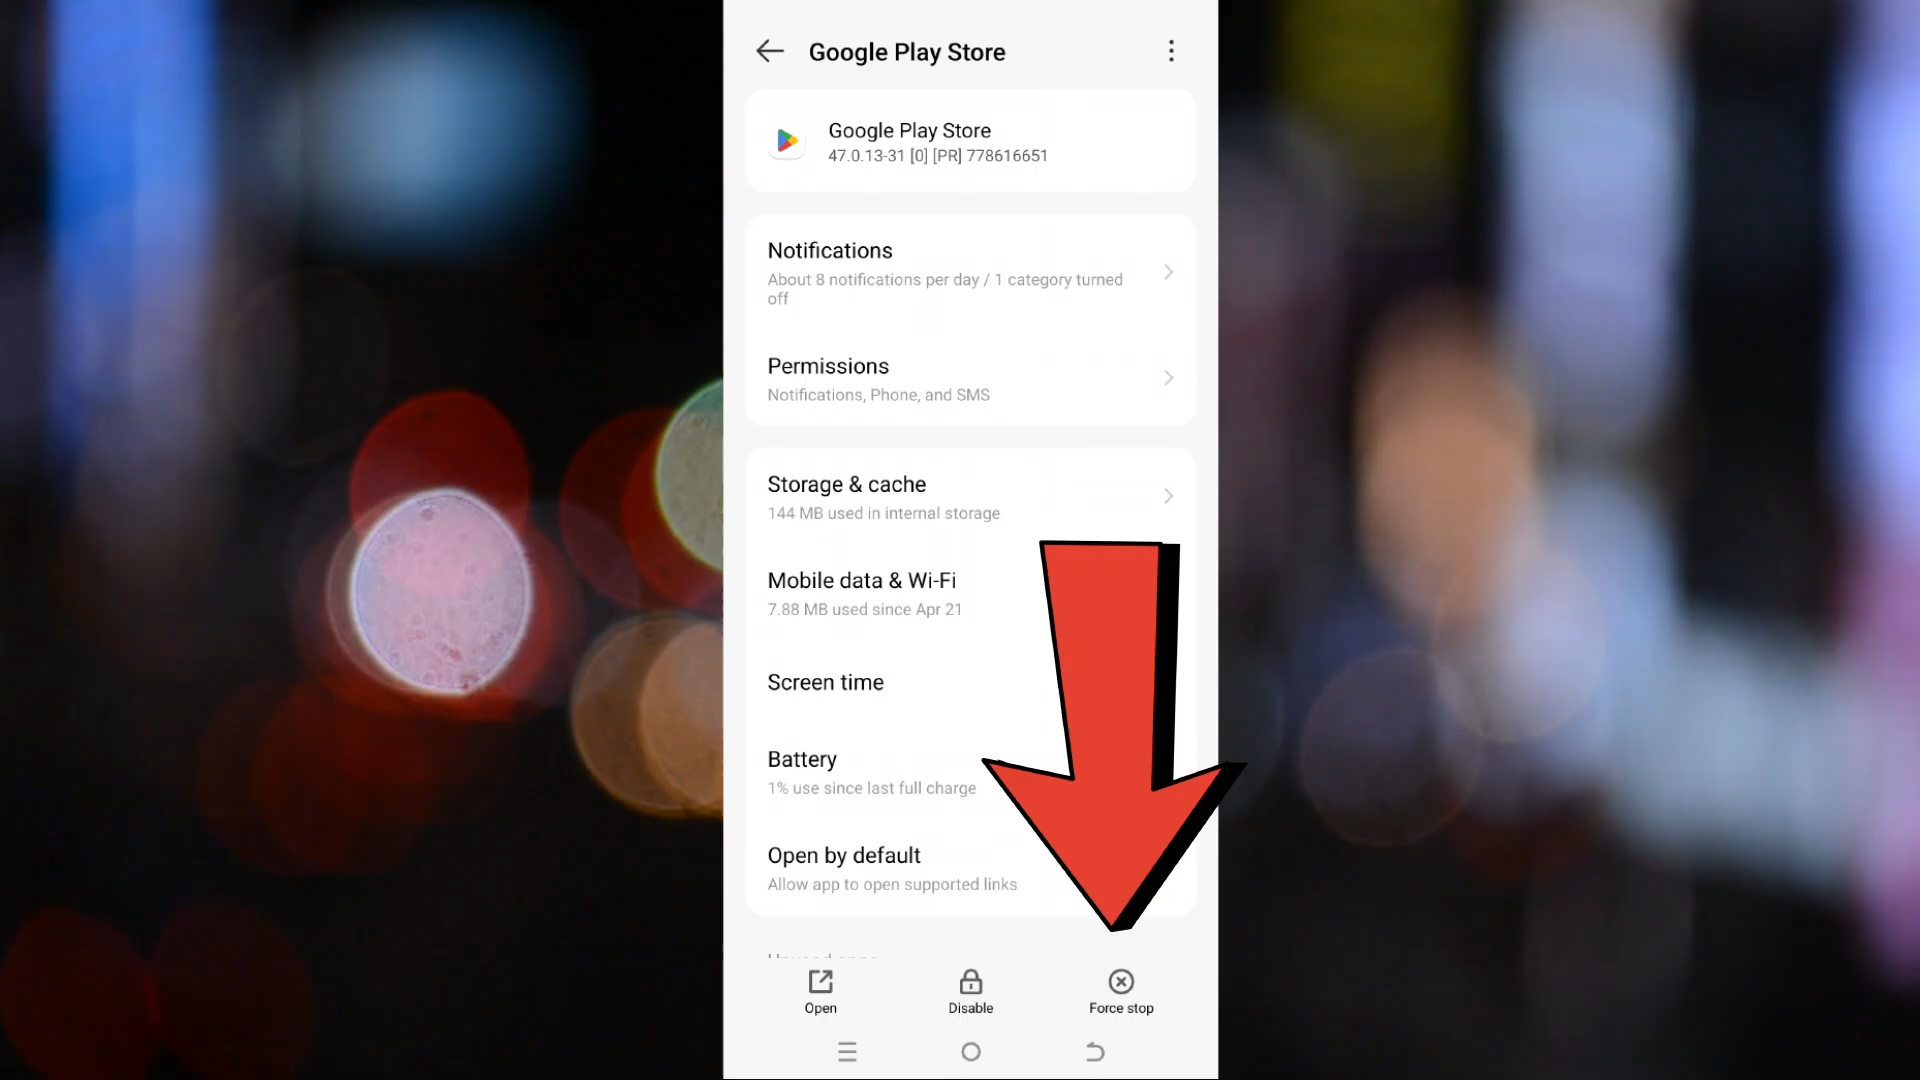 Google Play Store
Google Play Store
47.0.13-31 [0] [PR] 778616651
Notifications
About 8 notifications per day / 1 category turned
off
Permissions
Notifications, Phone, and SMS
Storage & cache
144 MB used in internal storage
Mobile data & Wi-Fi
7.88 MB used since Apr 21
Screen time
Battery
1% use since last full charge
Open by default
Allow app to open supported links
Open
Disable
Force stop